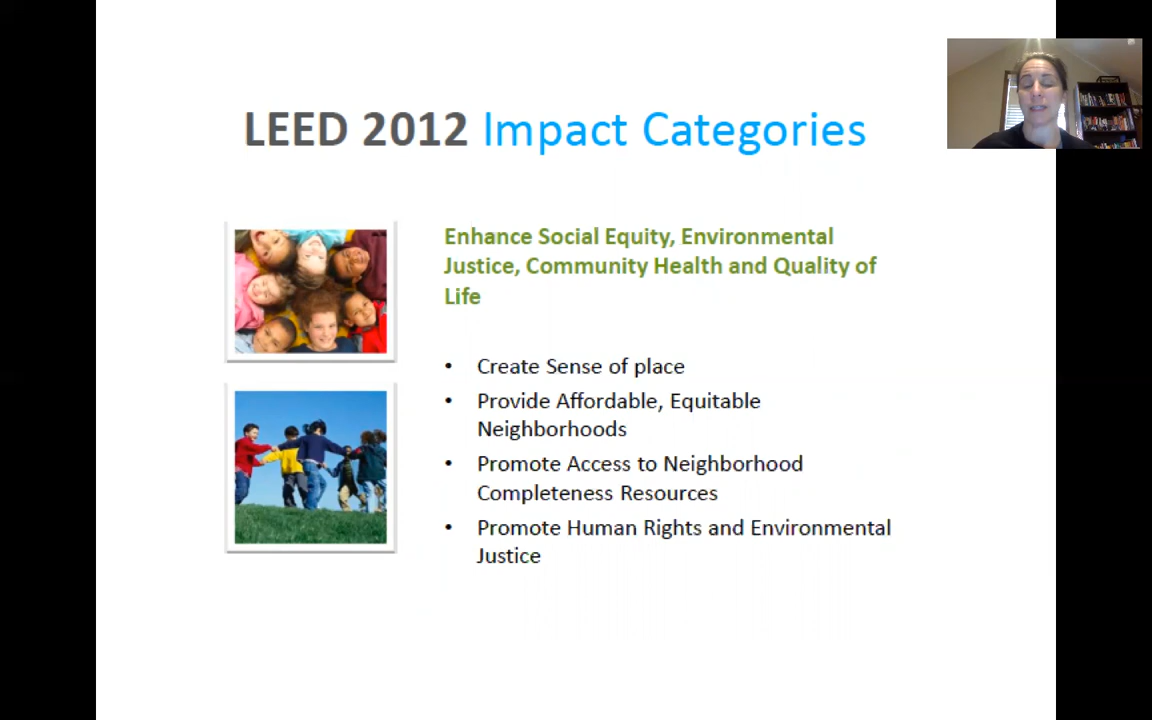 LEED 2012 Impact Categories
Enhance Social Equity, Environmental
Justice, Community Health and Quality of
Life
• Create Sense of place
• Provide Affordable, Equitable
Neighborhoods
• Promote Access to Neighborhood
Completeness Resources
• Promote Human Rights and Environmental
Justice